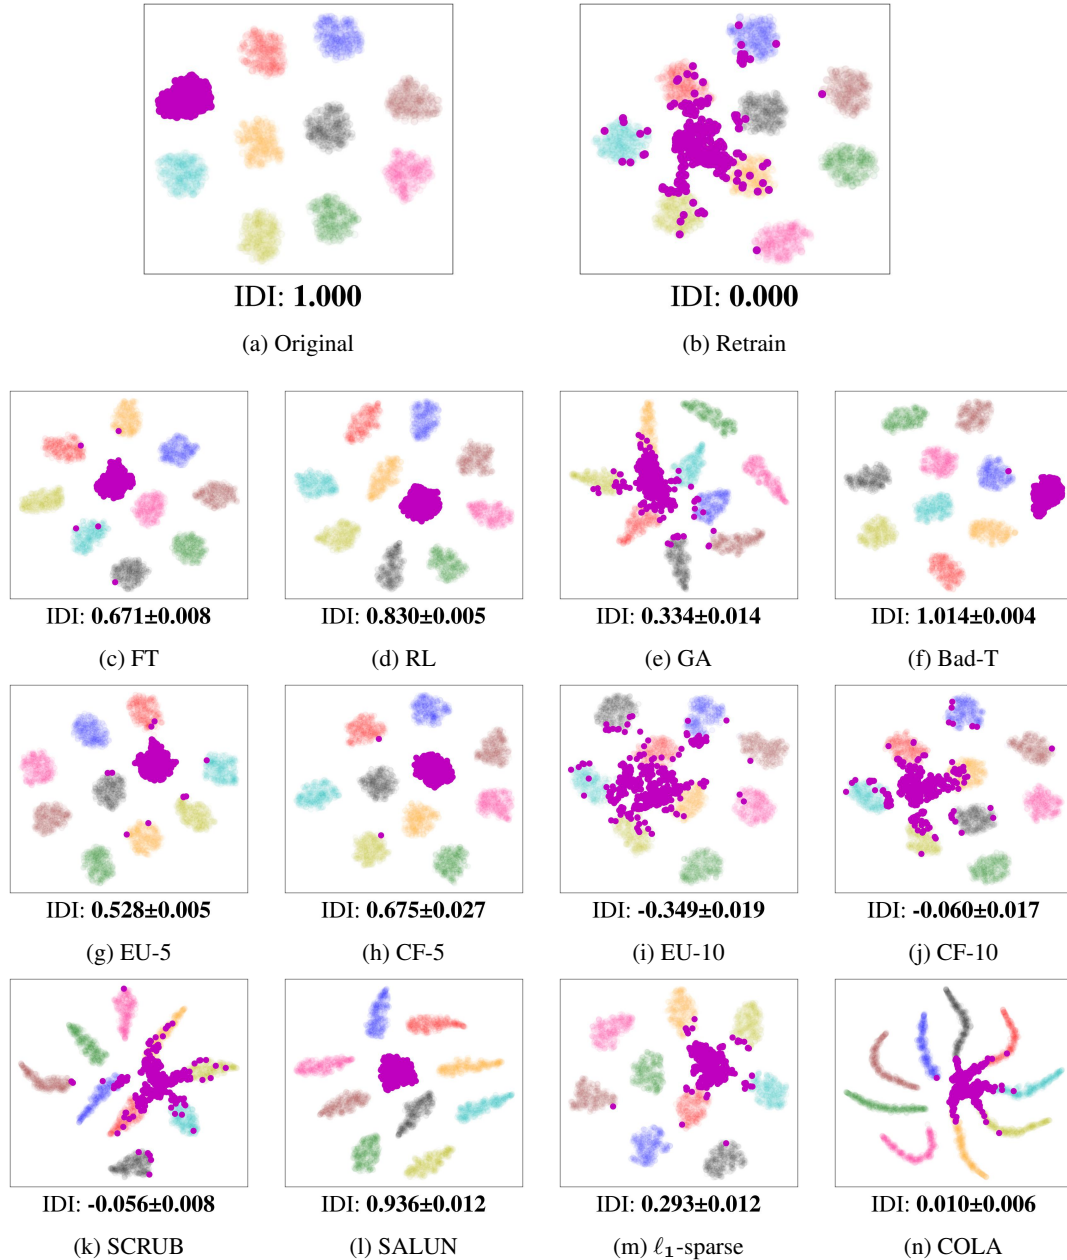 IDI: 1.000
IDI: 0.000
(a) Original
(b) Retrain
IDI: 0.671±0.008
IDI: 0.830±0.005
IDI: 0.334±0.014
IDI: 1.014±0.004
(c) FT
(d) RL
(e) GA
(f) Bad-T
IDI: 0.528±0.005
IDI: 0.675±0.027
IDI: -0.349±0.019
IDI: -0.060±0.017
(g) EU-5
(h) CF-5
(i) EU-10
(j) CF-10
IDI: -0.056±0.008
IDI: 0.936±0.012
IDI: 0.293±0.012
IDI: 0.010±0.006
(k) SCRUB
(l) SALUN
(m) ℓ₁-sparse
(n) COLA